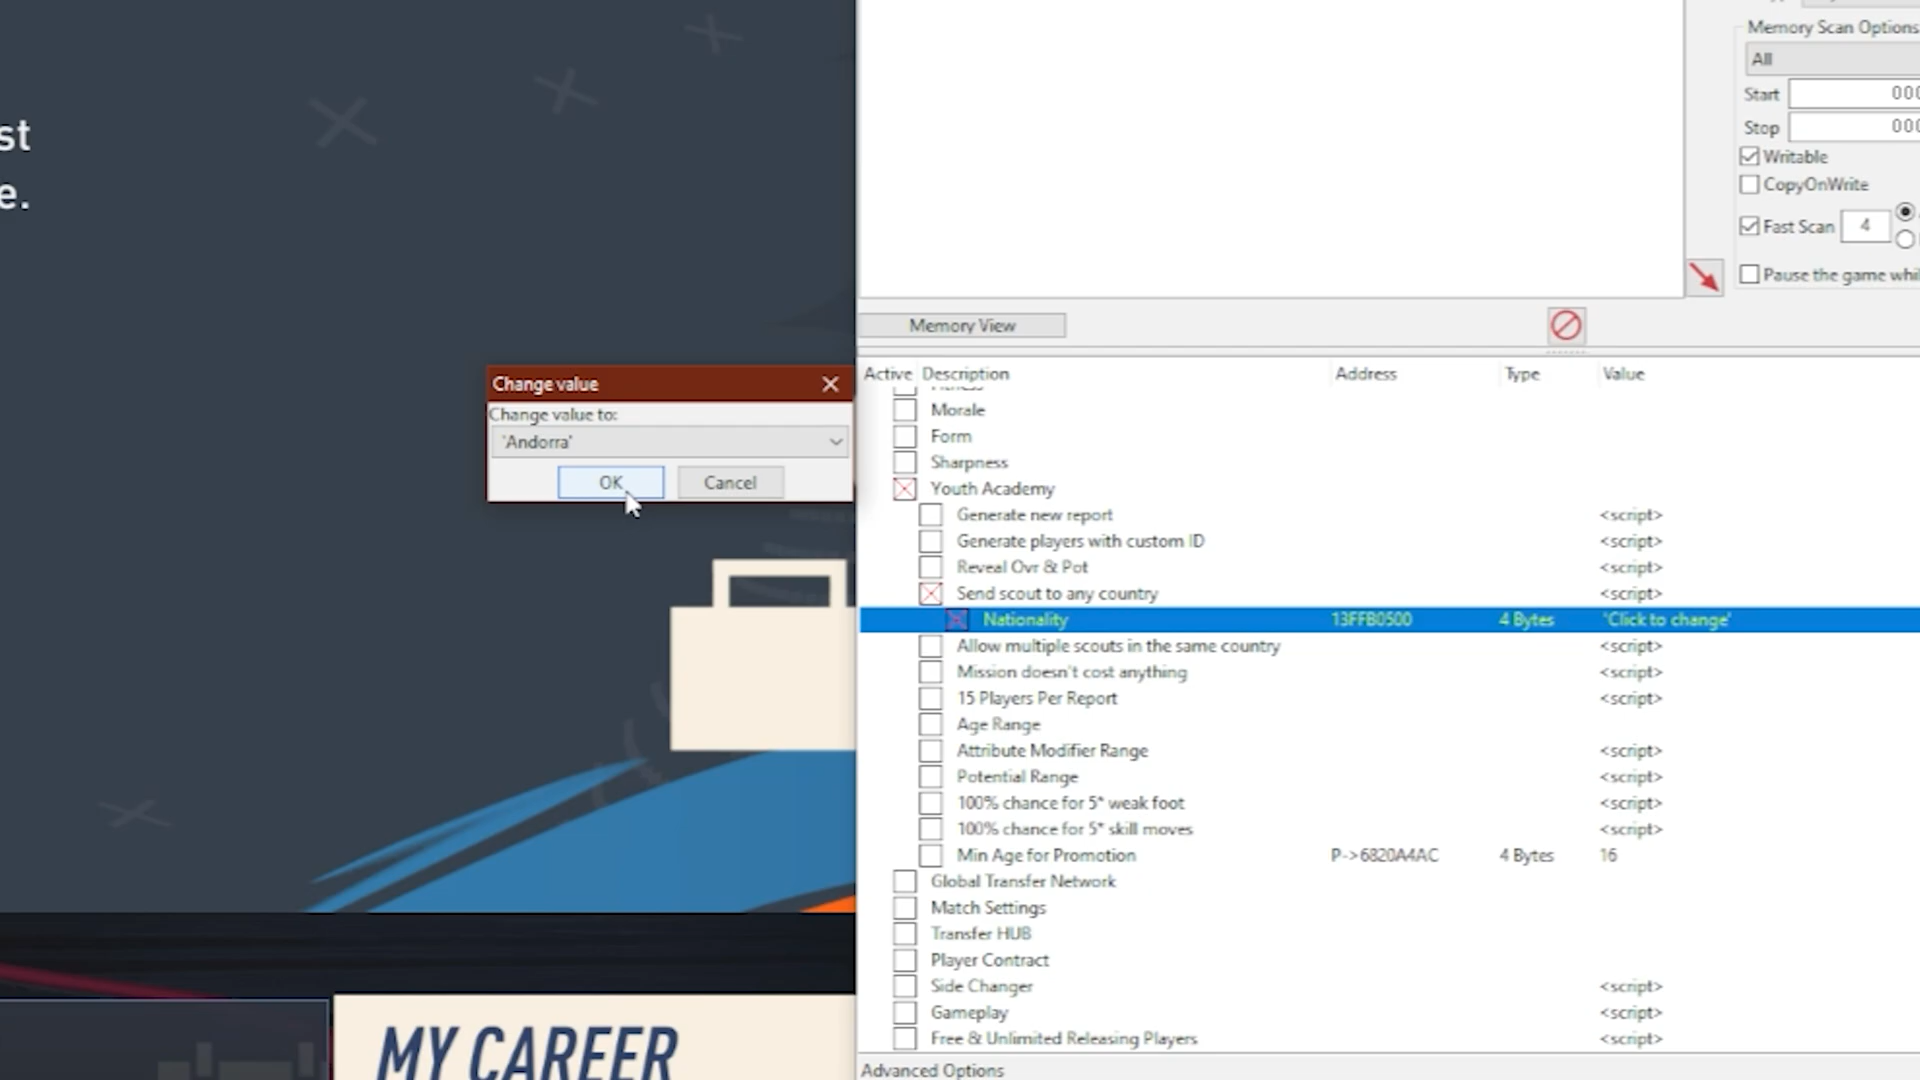 st
e.
Memory Scan Options
All
Start 000
Stop 000
Writable
CopyOnWrite
Fast Scan 4
Pause the game whil
Memory View
Change value
Change value to:
'Andorra'
OK Cancel
Active Description Address Type Value
Morale
Form
Sharpness
Youth Academy
Generate new report <script>
Generate players with custom ID <script>
Reveal Ovr & Pot <script>
Send scout to any country <script>
Nationality 13FFB0500 4 Bytes 'Click to change'
Allow multiple scouts in the same country <script>
Mission doesn't cost anything <script>
15 Players Per Report <script>
Age Range
Attribute Modifier Range <script>
Potential Range <script>
100% chance for 5* weak foot <script>
100% chance for 5* skill moves <script>
Min Age for Promotion P->6820A4AC 4 Bytes 16
Global Transfer Network
Match Settings
Transfer HUB
Player Contract
Side Changer <script>
Gameplay <script>
Free & Unlimited Releasing Players <script>
MY CAREER
Advanced Options